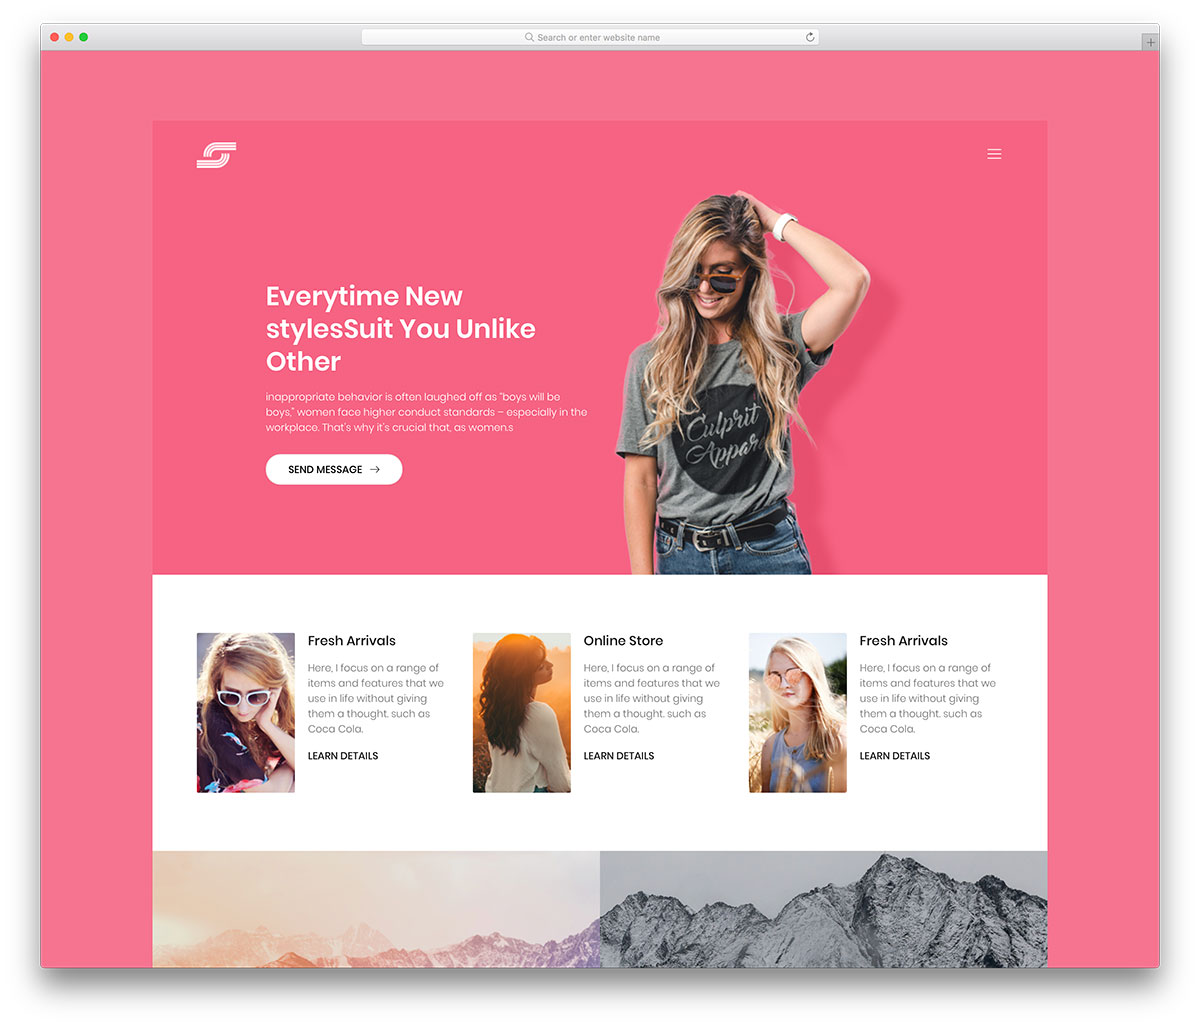 Search or enter website name
Everytime New
stylesSuit You Unlike
Other
inappropriate behavior is often laughed off as "boys will be
boys," women face higher conduct standards – especially in the
workplace. That's why it's crucial that, as women.s
SEND MESSAGE
Culprit
Appare
Fresh Arrivals
Here, I focus on a range of
items and features that we
use in life without giving
them a thought. such as
Coca Cola.
LEARN DETAILS
Online Store
Here, I focus on a range of
items and features that we
use in life without giving
them a thought. such as
Coca Cola.
LEARN DETAILS
Fresh Arrivals
Here, I focus on a range of
items and features that we
use in life without giving
them a thought. such as
Coca Cola.
LEARN DETAILS